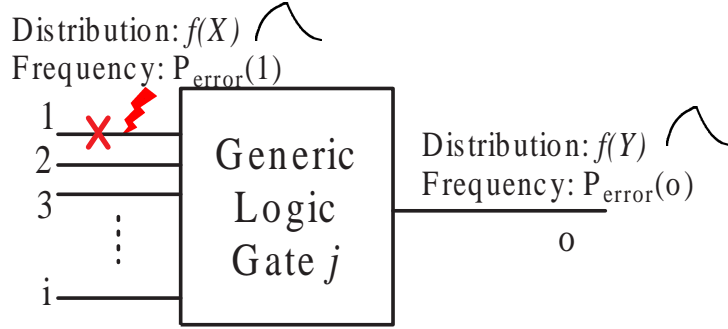 Distribution: f(X)
Frequency: P_error(1)
1
2
3
i
Generic
Logic
Gate j
Distribution: f(Y)
Frequency: P_error(o)
o